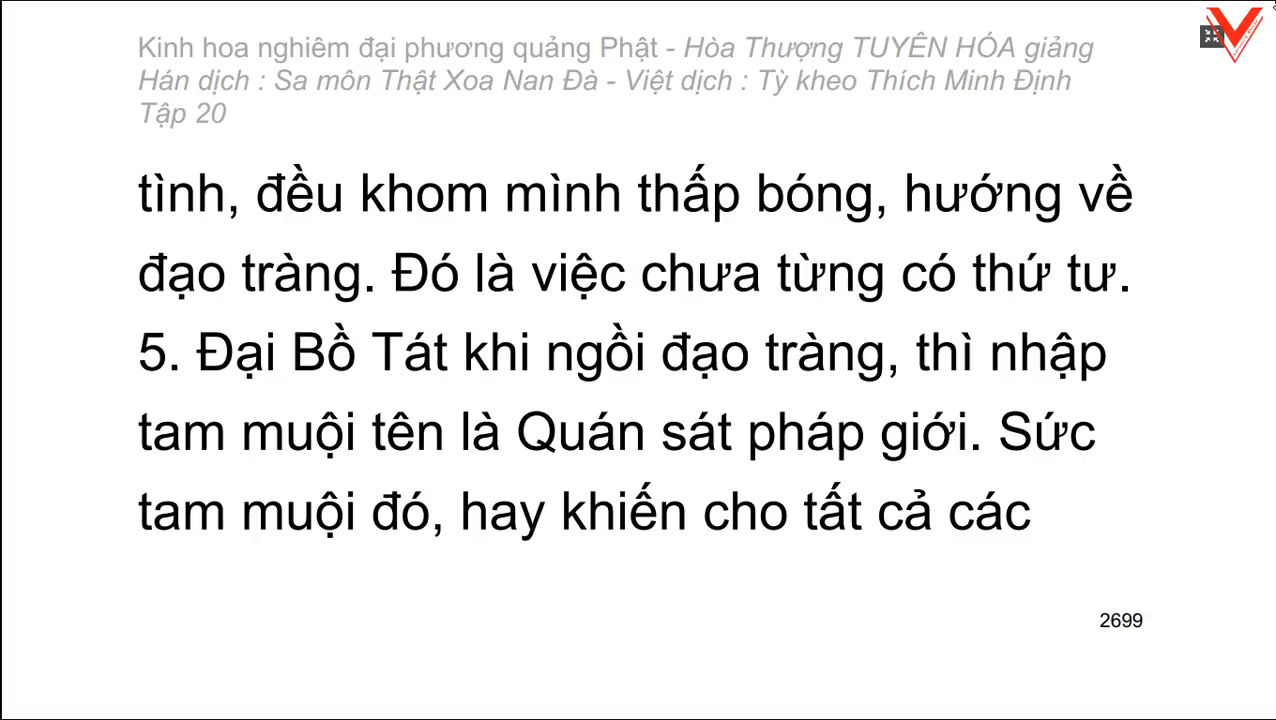 Kinh hoa nghiêm đại phương quảng Phật - Hòa Thượng TUYÊN HÓA giảng
Hán dịch : Sa môn Thật Xoa Nan Đà - Việt dịch : Tỳ kheo Thích Minh Định
Tập 20
tình, đều khom mình thấp bóng, hướng về
đạo tràng. Đó là việc chưa từng có thứ tư.
5. Đại Bồ Tát khi ngồi đạo tràng, thì nhập
tam muội tên là Quán sát pháp giới. Sức
tam muội đó, hay khiến cho tất cả các
2699